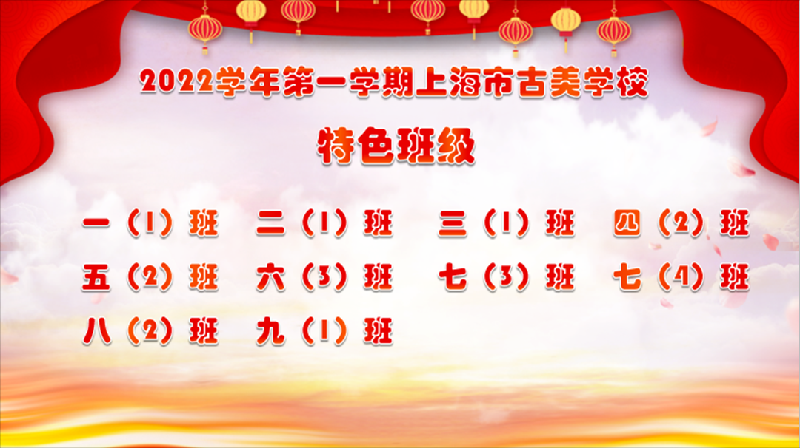 2022学年第一学期上海市古美学校
特色班级
一（1）班 二（1）班 三（1）班 四（2）班
五（2）班 六（3）班 七（3）班 七（4）班
八（2）班 九（1）班